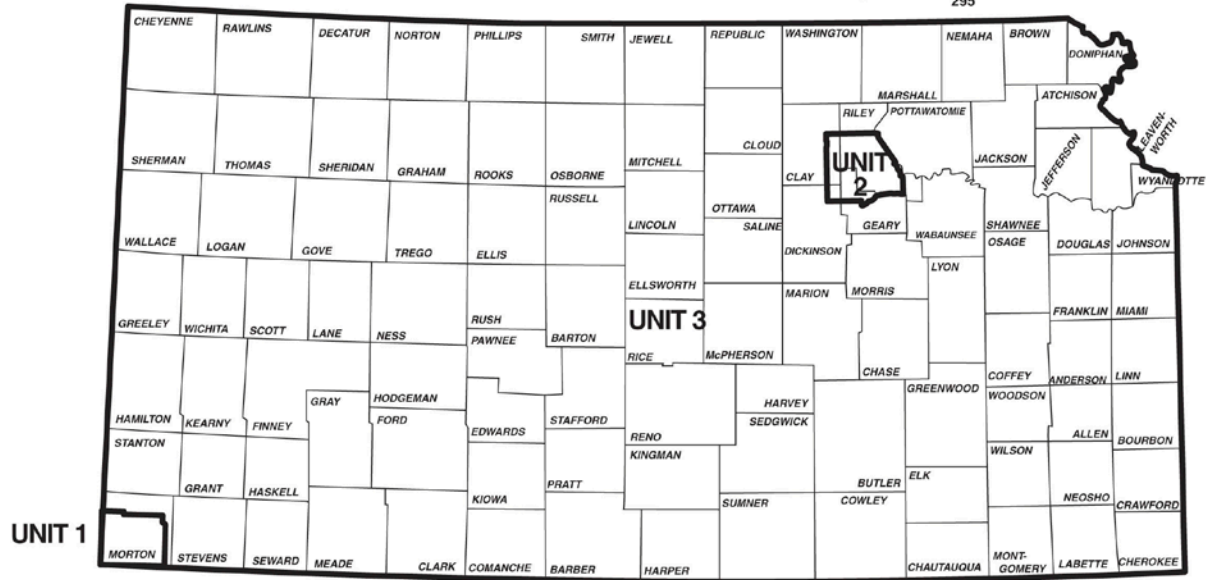 295
CHEYENNE
RAWLINS
DECATUR
NORTON
PHILLIPS
SMITH
JEWELL
REPUBLIC
WASHINGTON
MARSHALL
NEMAHA
BROWN
DONIPHAN
ATCHISON
SHERMAN
THOMAS
SHERIDAN
GRAHAM
ROOKS
OSBORNE
MITCHELL
CLOUD
CLAY
RILEY
POTTAWATOMIE
JACKSON
JEFFERSON
LEAVEN-
WORTH
WYANDOTTE
UNIT
2
WALLACE
LOGAN
GOVE
TREGO
ELLIS
RUSSELL
LINCOLN
OTTAWA
SALINE
DICKINSON
GEARY
WABAUNSEE
SHAWNEE
OSAGE
DOUGLAS
JOHNSON
GREELEY
WICHITA
SCOTT
LANE
NESS
RUSH
BARTON
ELLSWORTH
UNIT 3
RICE
McPHERSON
MARION
MORRIS
LYON
CHASE
FRANKLIN
MIAMI
PAWNEE
HAMILTON
KEARNY
FINNEY
GRAY
HODGEMAN
FORD
EDWARDS
STAFFORD
RENO
HARVEY
SEDGWICK
GREENWOOD
COFFEY
ANDERSON
LINN
WOODSON
ALLEN
BOURBON
STANTON
GRANT
HASKELL
KIOWA
PRATT
KINGMAN
SUMNER
BUTLER
COWLEY
ELK
WILSON
NEOSHO
CRAWFORD
UNIT 1
MORTON
STEVENS
SEWARD
MEADE
CLARK
COMANCHE
BARBER
HARPER
CHAUTAUQUA
MONT-
GOMERY
LABETTE
CHEROKEE